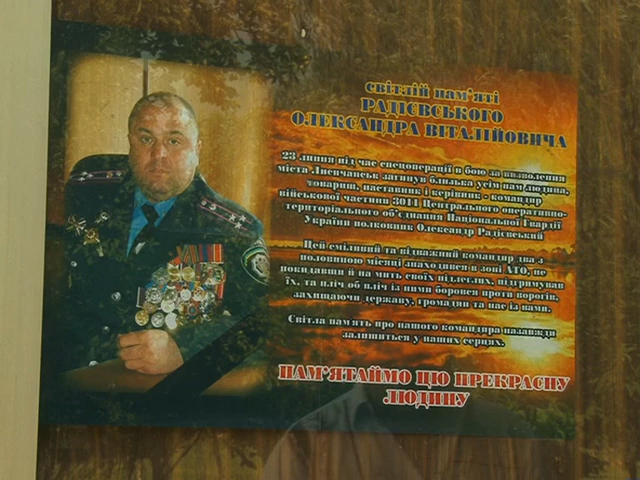 світлій пам'яті
РАДІЄВСЬКОГО
ОЛЕКСАНДРА ВІТАЛІЙОВИЧА
23 липня під час спецоперації в бою за визволення
міста Лисичанськ загинув близька усім нам людина,
товариш, наставник і керівник - командир
військової частини 3011 Центрального оперативно-
територіального об'єднання Національної Гвардії
України полковник Олександр Радієвський
Цей сміливий та відважний командир два з
половиною місяці знаходився в зоні АТО, не
покидавши й на мить своїх підлеглих, підтримував
їх, та пліч об пліч із ними боровся проти ворогів,
захищаючи державу, громадян та нас із вами.
Світла пам'ять про нашого командира назавжди
залишиться у наших серцях.
ПАМ'ЯТАЙМО ЦЮ ПРЕКРАСНУ
ЛЮДИНУ